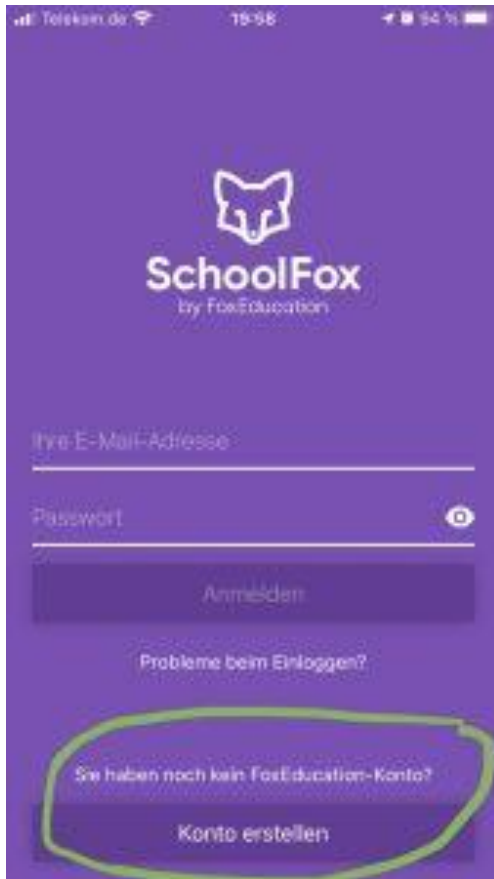 Telekom.de 19:58 94 %
SchoolFox
by FoxEducation
Ihre E-Mail-Adresse
Passwort
Anmelden
Probleme beim Einloggen?
Sie haben noch kein FoxEducation-Konto?
Konto erstellen